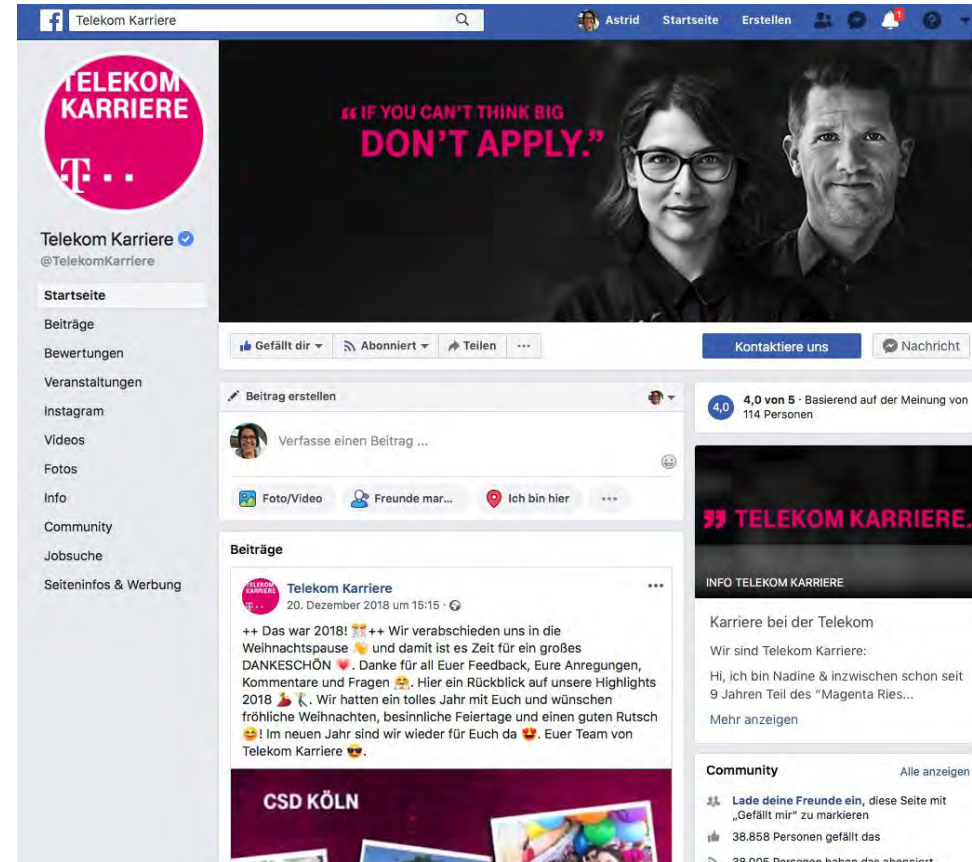 Telekom Karriere
Astrid
Startseite
Erstellen
1
TELEKOM
KARRIERE
T
“ IF YOU CAN'T THINK BIG
DON'T APPLY.”
Telekom Karriere
@TelekomKarriere
Startseite
Beiträge
Bewertungen
Veranstaltungen
Instagram
Videos
Fotos
Info
Community
Jobsuche
Seiteninfos & Werbung
Gefällt dir
Abonniert
Teilen
Kontaktiere uns
Nachricht
Beitrag erstellen
Verfasse einen Beitrag ...
Foto/Video
Freunde mar...
Ich bin hier
Beiträge
TELEKOM
KARRIERE
Telekom Karriere
20. Dezember 2018 um 15:15 ·
++ Das war 2018! 🎊++ Wir verabschieden uns in die
Weihnachtspause 👋 und damit ist es Zeit für ein großes
DANKESCHÖN ❤. Danke für all Euer Feedback, Eure Anregungen,
Kommentare und Fragen 🤗. Hier ein Rückblick auf unsere Highlights
2018 💃🕺. Wir hatten ein tolles Jahr mit Euch und wünschen
fröhliche Weihnachten, besinnliche Feiertage und einen guten Rutsch
😄! Im neuen Jahr sind wir wieder für Euch da 😍. Euer Team von
Telekom Karriere 😎.
CSD KÖLN
4,0
4,0 von 5 · Basierend auf der Meinung von
114 Personen
” TELEKOM KARRIERE.
INFO TELEKOM KARRIERE
Karriere bei der Telekom
Wir sind Telekom Karriere:
Hi, ich bin Nadine & inzwischen schon seit
9 Jahren Teil des “Magenta Ries...
Mehr anzeigen
Community
Alle anzeigen
Lade deine Freunde ein, diese Seite mit
„Gefällt mir“ zu markieren
38.858 Personen gefällt das
38.005 Personen haben das abonniert